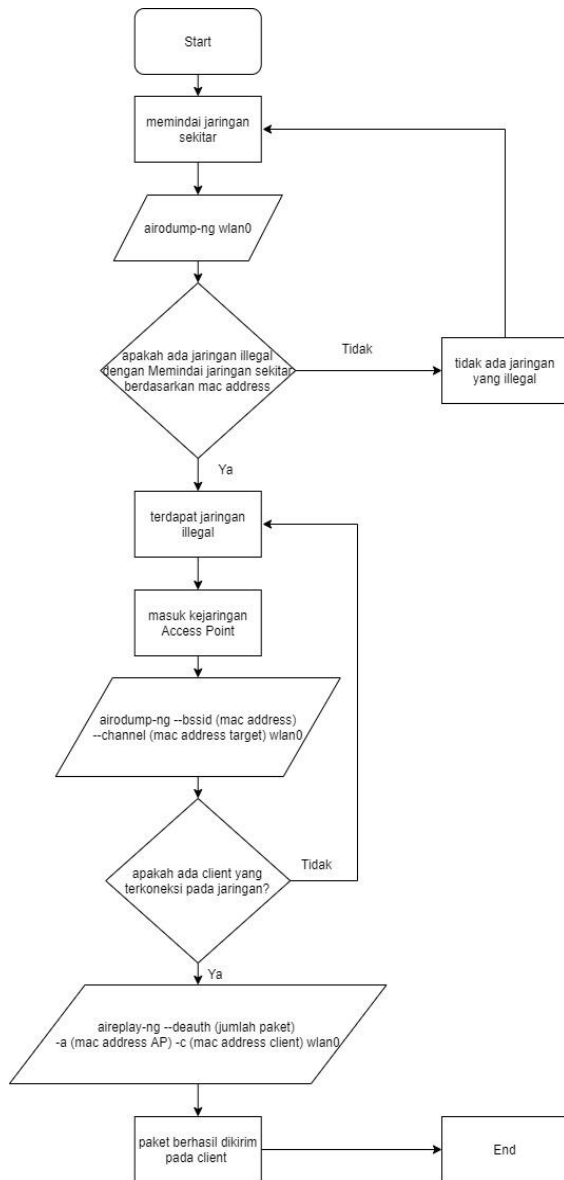 Start
memindai jaringan
sekitar
airodump-ng wlan0
apakah ada jaringan illegal
dengan Memindai jaringan sekitar
berdasarkan mac address
Tidak
tidak ada jaringan
yang illegal
Ya
terdapat jaringan
illegal
masuk kejaringan
Access Point
airodump-ng --bssid (mac address)
--channel (mac address target) wlan0
apakah ada client yang
terkoneksi pada jaringan?
Tidak
Ya
aireplay-ng --deauth (jumlah paket)
-a (mac address AP) -c (mac address client) wlan0
paket berhasil dikirim
pada client
End